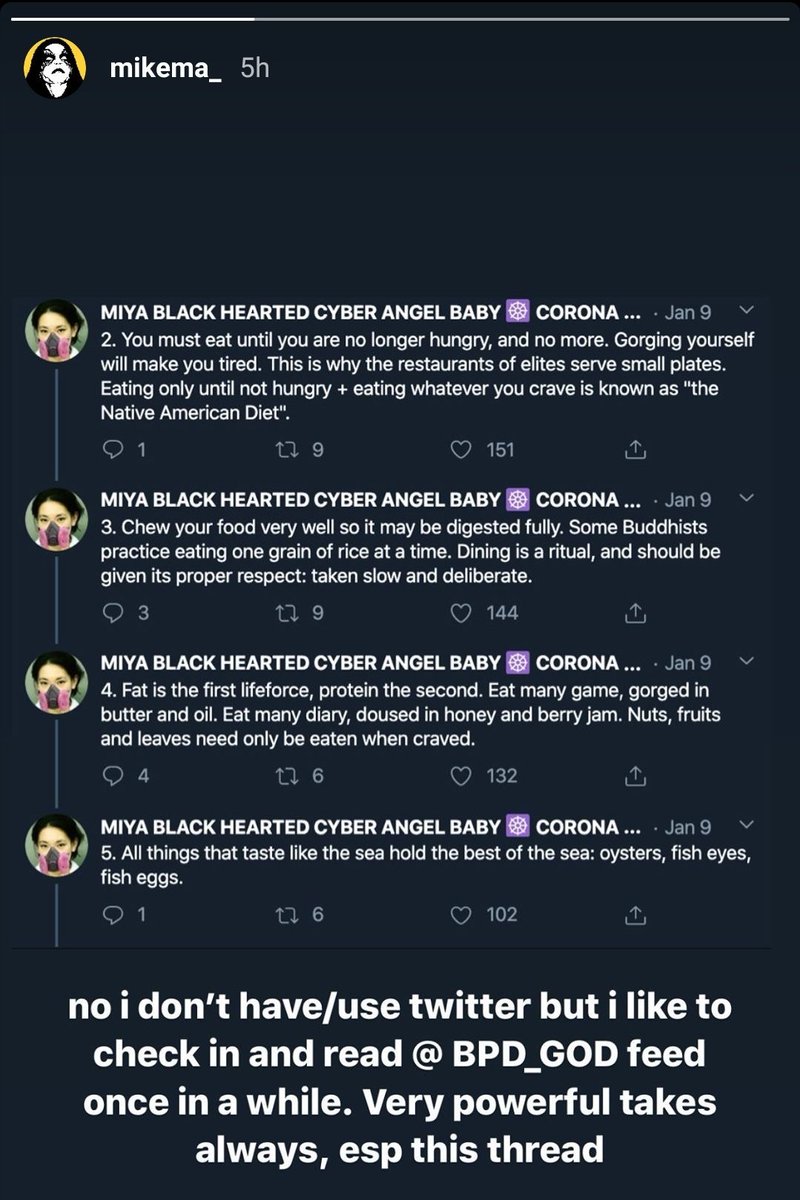 mikema_ 5h
MIYA BLACK HEARTED CYBER ANGEL BABY ☸️ CORONA ... · Jan 9
2. You must eat until you are no longer hungry, and no more. Gorging yourself
will make you tired. This is why the restaurants of elites serve small plates.
Eating only until not hungry + eating whatever you crave is known as "the
Native American Diet".
1 9 151
MIYA BLACK HEARTED CYBER ANGEL BABY ☸️ CORONA ... · Jan 9
3. Chew your food very well so it may be digested fully. Some Buddhists
practice eating one grain of rice at a time. Dining is a ritual, and should be
given its proper respect: taken slow and deliberate.
3 9 144
MIYA BLACK HEARTED CYBER ANGEL BABY ☸️ CORONA ... · Jan 9
4. Fat is the first lifeforce, protein the second. Eat many game, gorged in
butter and oil. Eat many diary, doused in honey and berry jam. Nuts, fruits
and leaves need only be eaten when craved.
4 6 132
MIYA BLACK HEARTED CYBER ANGEL BABY ☸️ CORONA ... · Jan 9
5. All things that taste like the sea hold the best of the sea: oysters, fish eyes,
fish eggs.
1 6 102
no i don’t have/use twitter but i like to
check in and read @ BPD_GOD feed
once in a while. Very powerful takes
always, esp this thread